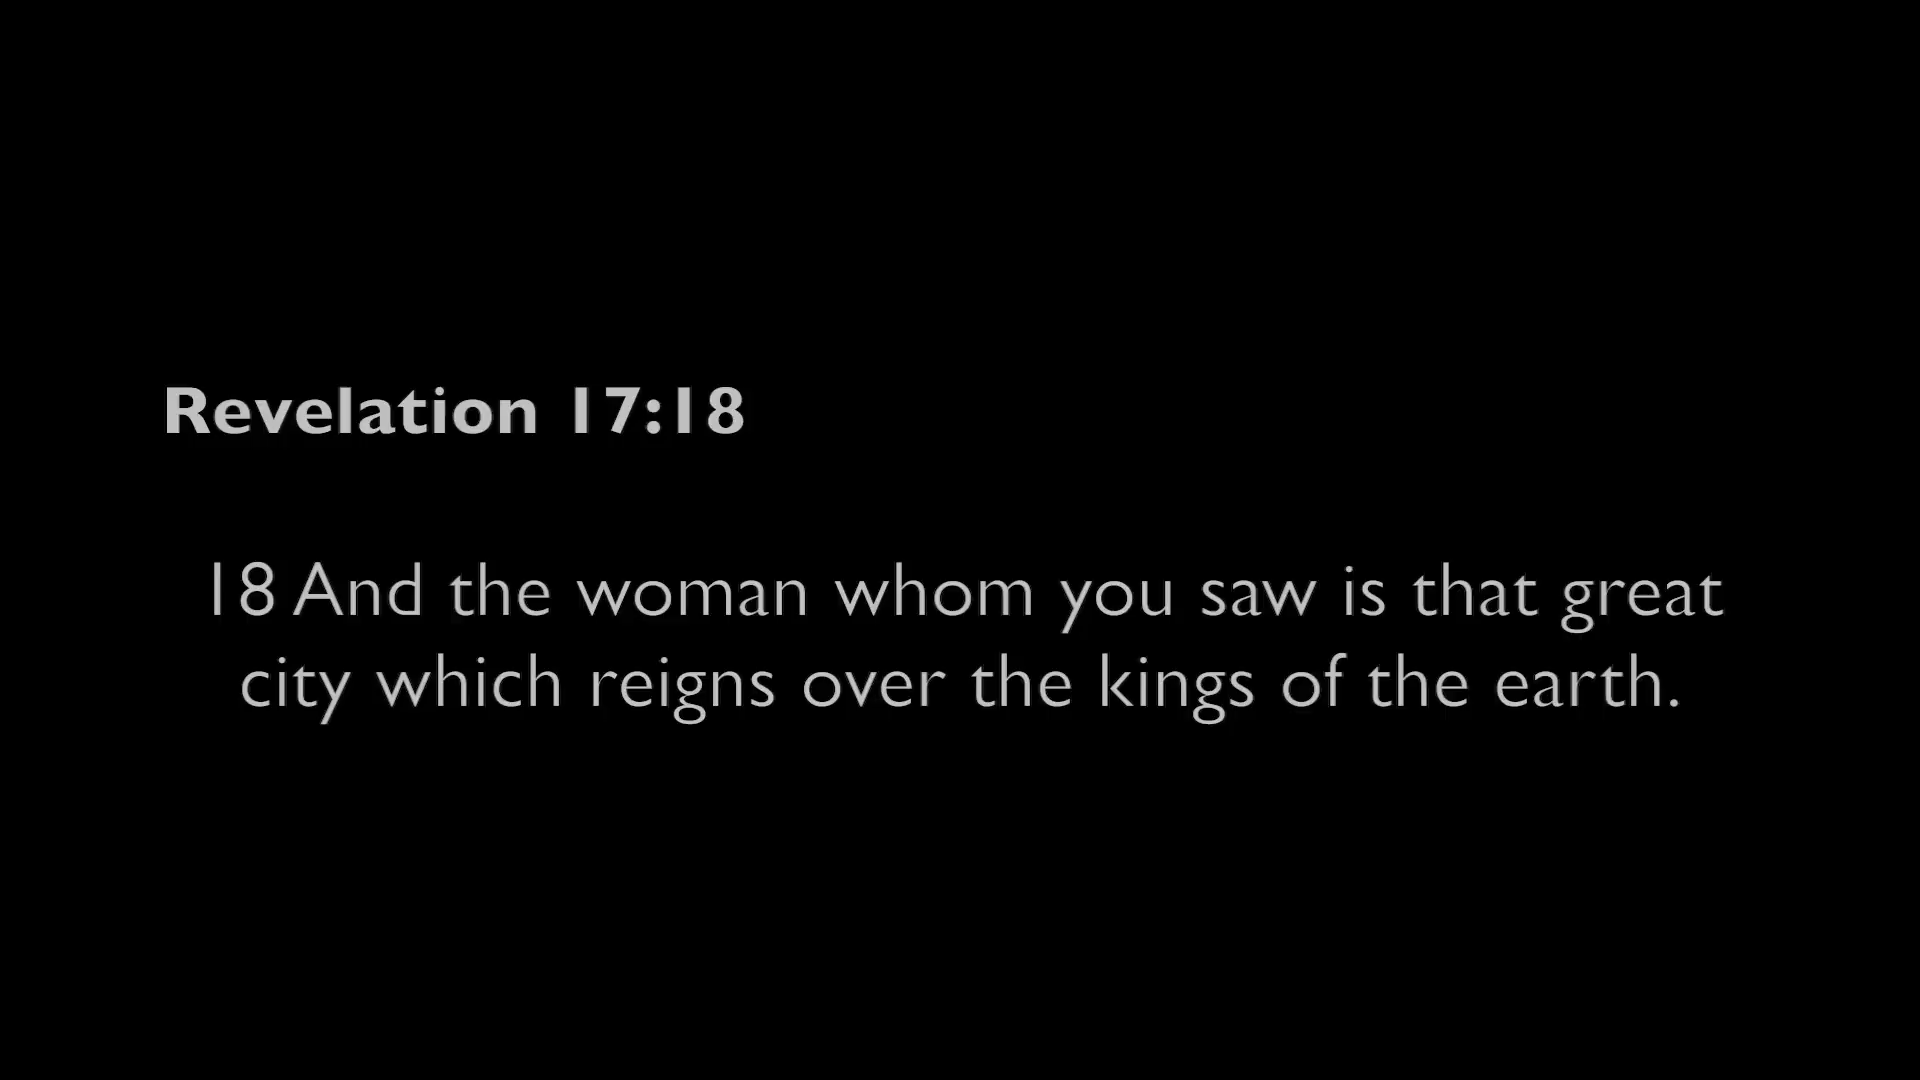 Revelation 17:18
18 And the woman whom you saw is that great
city which reigns over the kings of the earth.